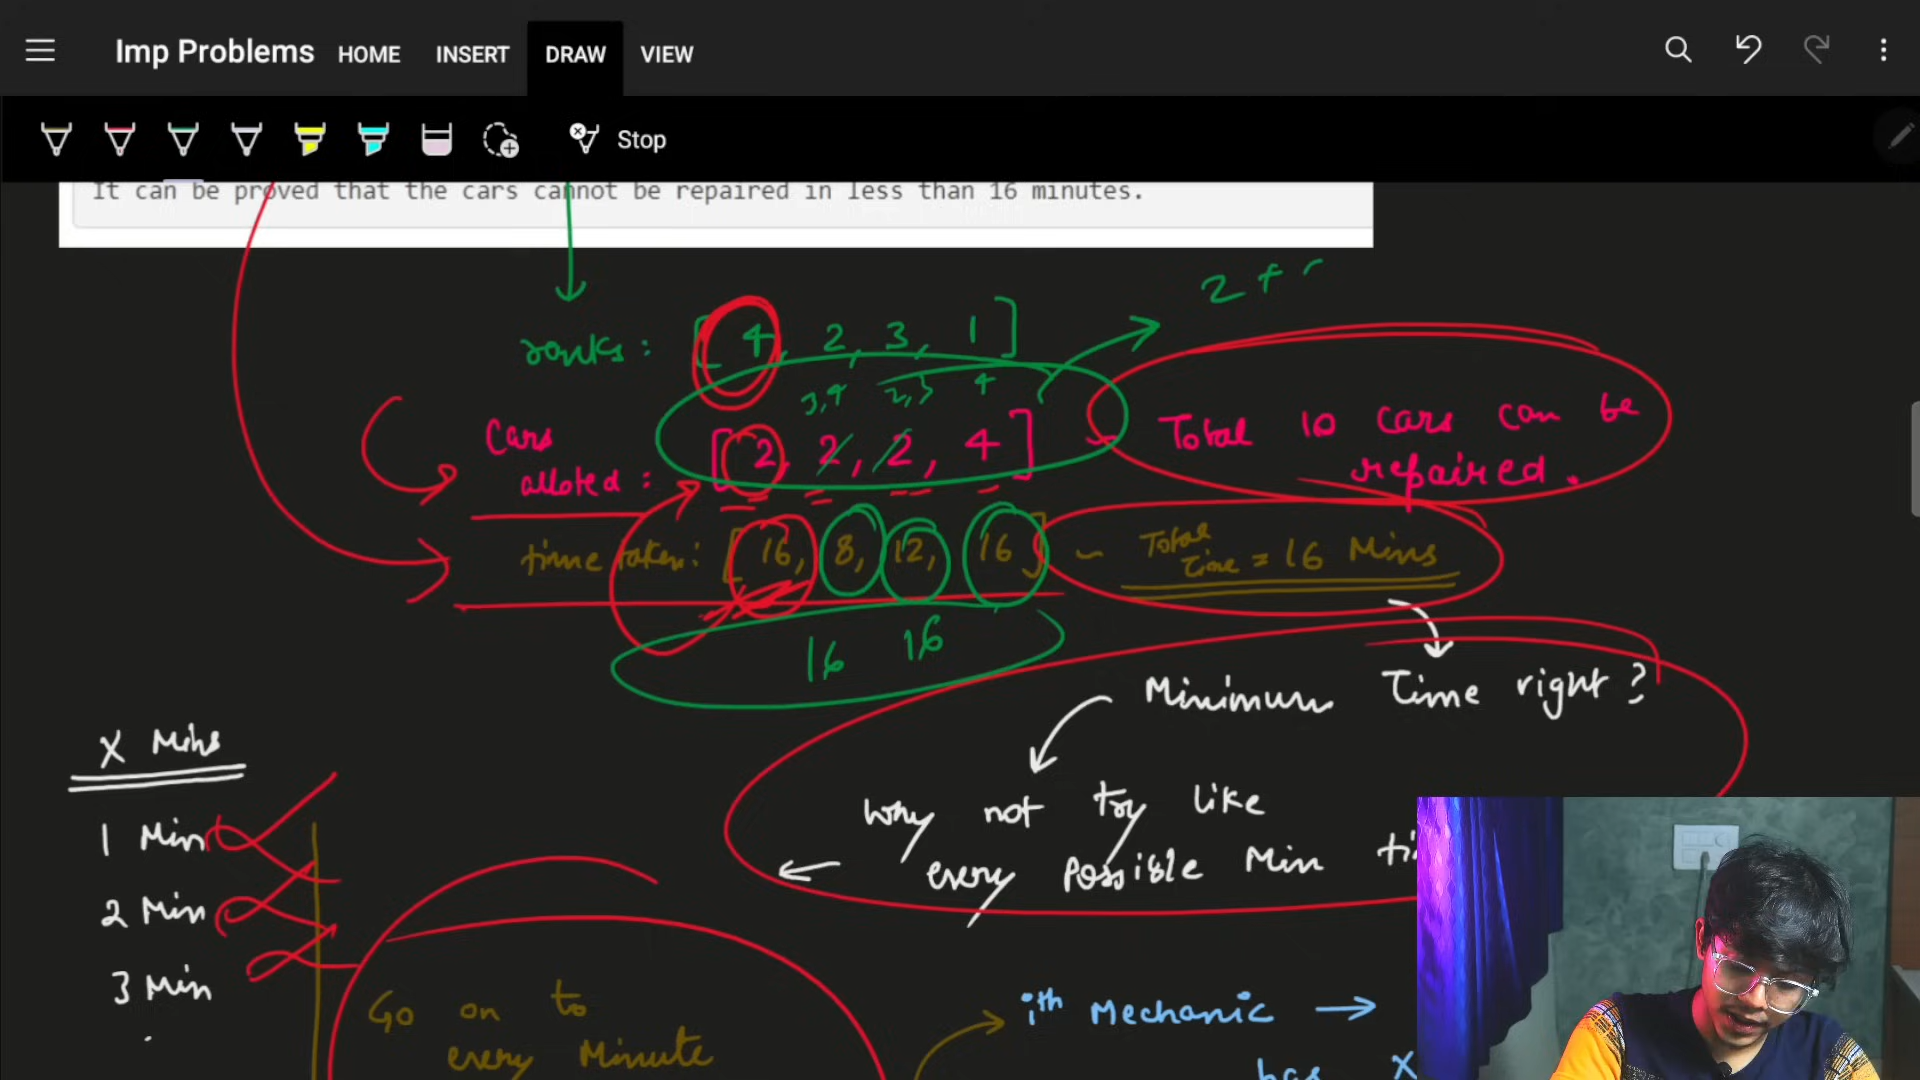 Imp Problems HOME INSERT DRAW VIEW
Stop
It can be proved that the cars cannot be repaired in less than 16 minutes.
2 +
ranks: [4, 2, 3, 1]
3,4 2,3 4
Cars alloted: [2, 2, 2, 4]
Total 10 Cars can be
repaired.
time taken: [16, 8, 12, 16] - Total Time = 16 Mins
16 16
Minimum Time right?
X Mins
Why not try like
1 Min
every Possible Min
2 Min
3 Min
Go on to
every Minute
ith Mechanic →
has X